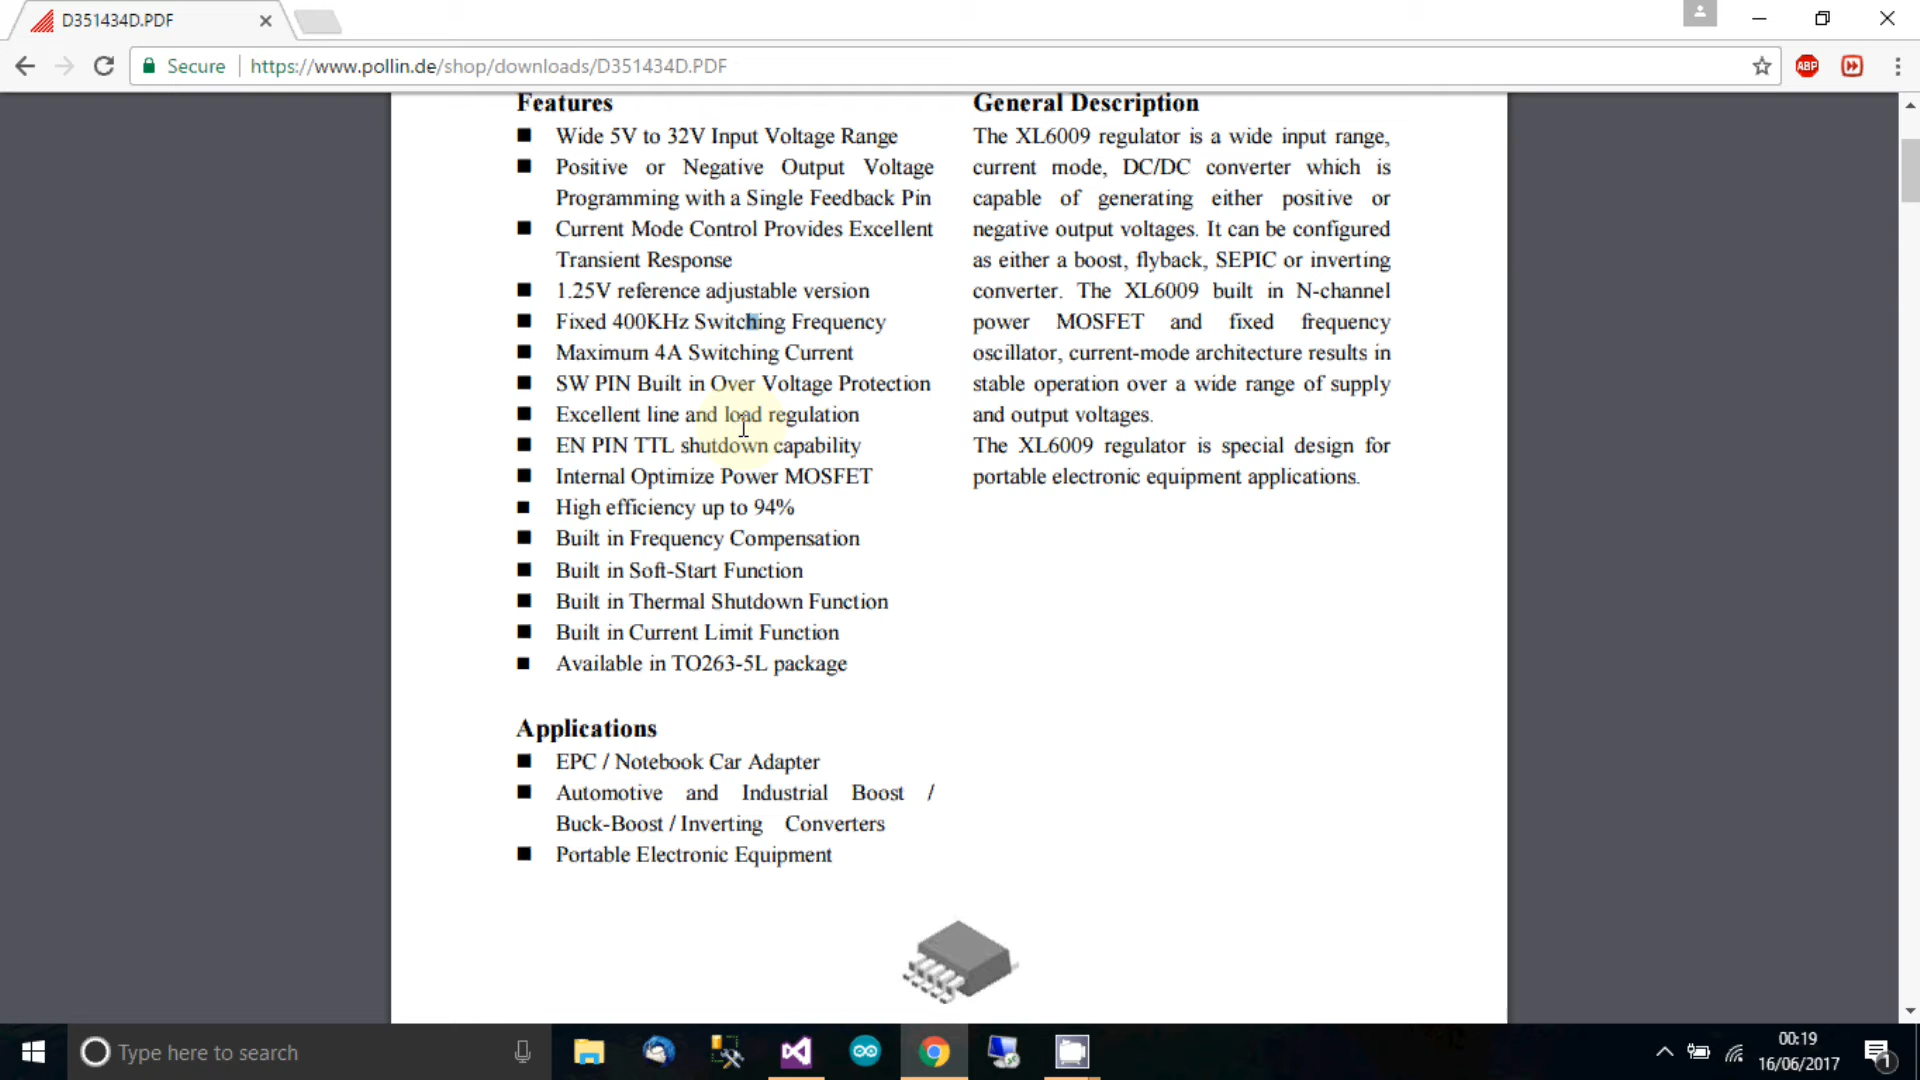 D351434D.PDF
Secure
https://www.pollin.de/shop/downloads/D351434D.PDF
ABP
Features
Wide 5V to 32V Input Voltage Range
Positive or Negative Output Voltage
Programming with a Single Feedback Pin
Current Mode Control Provides Excellent
Transient Response
1.25V reference adjustable version
Fixed 400KHz Switching Frequency
Maximum 4A Switching Current
SW PIN Built in Over Voltage Protection
Excellent line and load regulation
EN PIN TTL shutdown capability
Internal Optimize Power MOSFET
High efficiency up to 94%
Built in Frequency Compensation
Built in Soft-Start Function
Built in Thermal Shutdown Function
Built in Current Limit Function
Available in TO263-5L package
Applications
EPC / Notebook Car Adapter
Automotive and Industrial Boost /
Buck-Boost / Inverting Converters
Portable Electronic Equipment
General Description
The XL6009 regulator is a wide input range,
current mode, DC/DC converter which is
capable of generating either positive or
negative output voltages. It can be configured
as either a boost, flyback, SEPIC or inverting
converter. The XL6009 built in N-channel
power MOSFET and fixed frequency
oscillator, current-mode architecture results in
stable operation over a wide range of supply
and output voltages.
The XL6009 regulator is special design for
portable electronic equipment applications.
Type here to search
00:19
16/06/2017
1